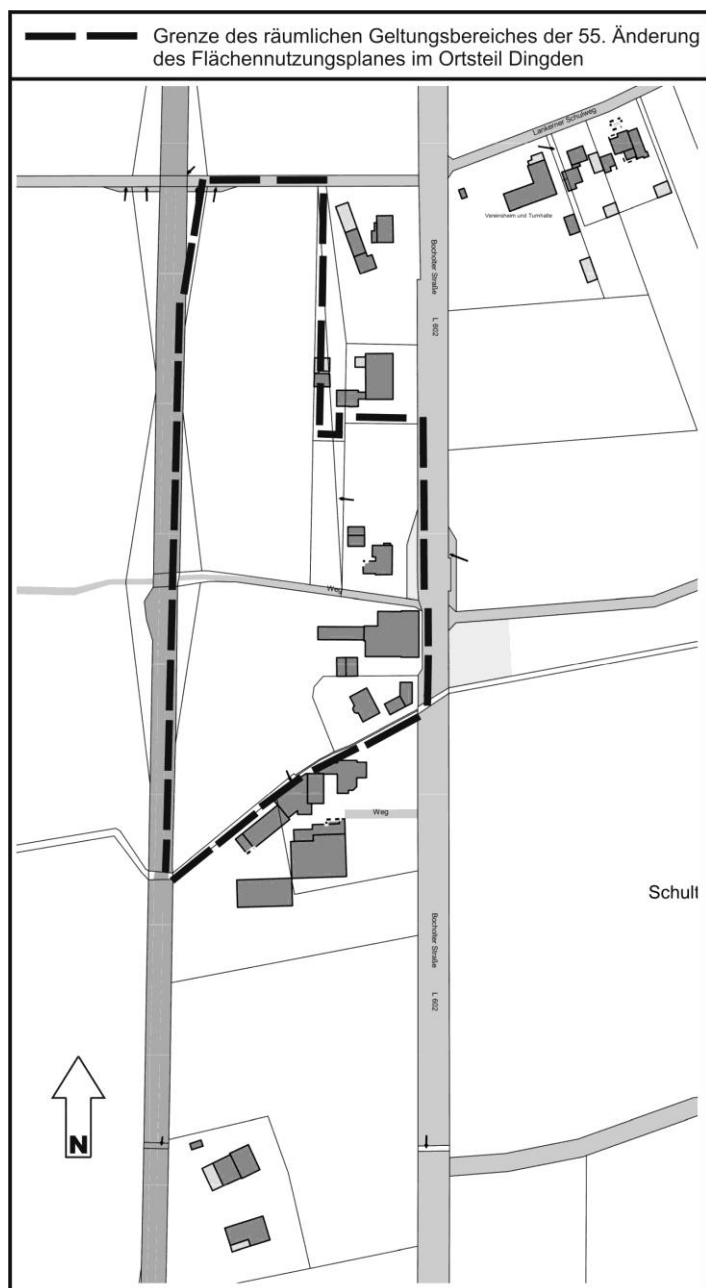 Grenze des räumlichen Geltungsbereiches der 55. Änderung
des Flächennutzungsplanes im Ortsteil Dingden
Lankerner Schulweg
Vereinsheim und Turnhalle
Bocholter Straße
L 602
Weg
Weg
Schult
Bocholter Straße
L 602
N